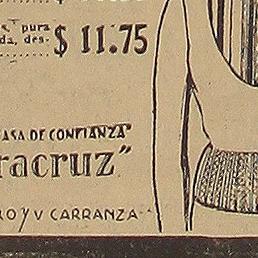 pura
da, des- $ 11.75
ASA DE CONFIANZA"
racruz"
RO Y V CARRANZA